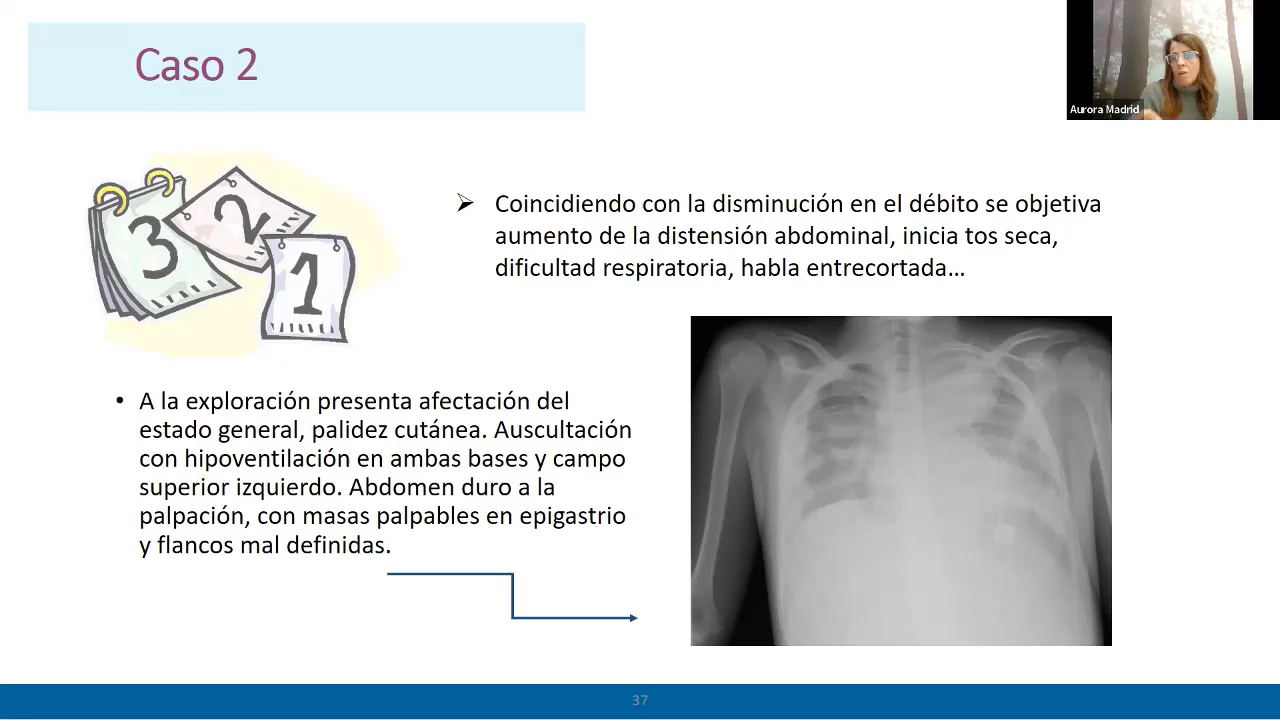 Caso 2
Aurora Madrid
3
2
1
➢ Coincidiendo con la disminución en el débito se objetiva
aumento de la distensión abdominal, inicia tos seca,
dificultad respiratoria, habla entrecortada…
• A la exploración presenta afectación del
estado general, palidez cutánea. Auscultación
con hipoventilación en ambas bases y campo
superior izquierdo. Abdomen duro a la
palpación, con masas palpables en epigastrio
y flancos mal definidas.
37